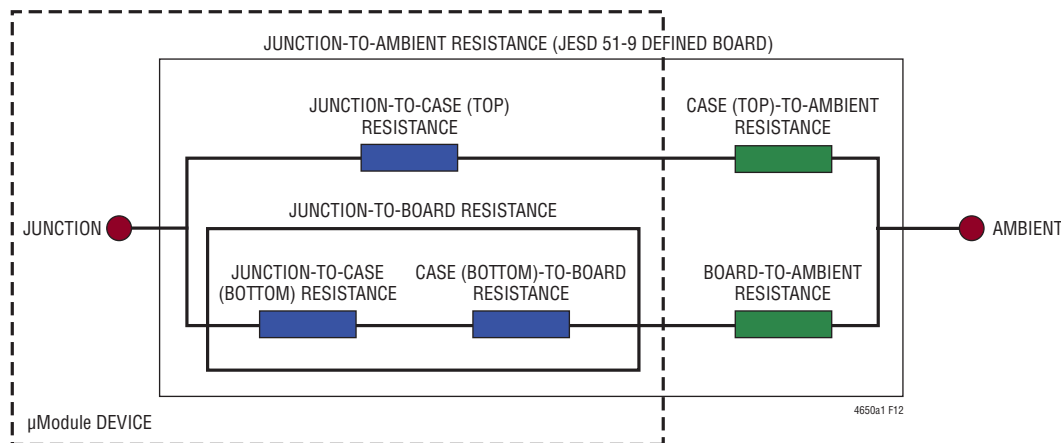 JUNCTION-TO-AMBIENT RESISTANCE (JESD 51-9 DEFINED BOARD)
JUNCTION-TO-CASE (TOP)
RESISTANCE
CASE (TOP)-TO-AMBIENT
RESISTANCE
JUNCTION
JUNCTION-TO-BOARD RESISTANCE
AMBIENT
JUNCTION-TO-CASE
(BOTTOM) RESISTANCE
CASE (BOTTOM)-TO-BOARD
RESISTANCE
BOARD-TO-AMBIENT
RESISTANCE
4650a1 F12
µModule DEVICE